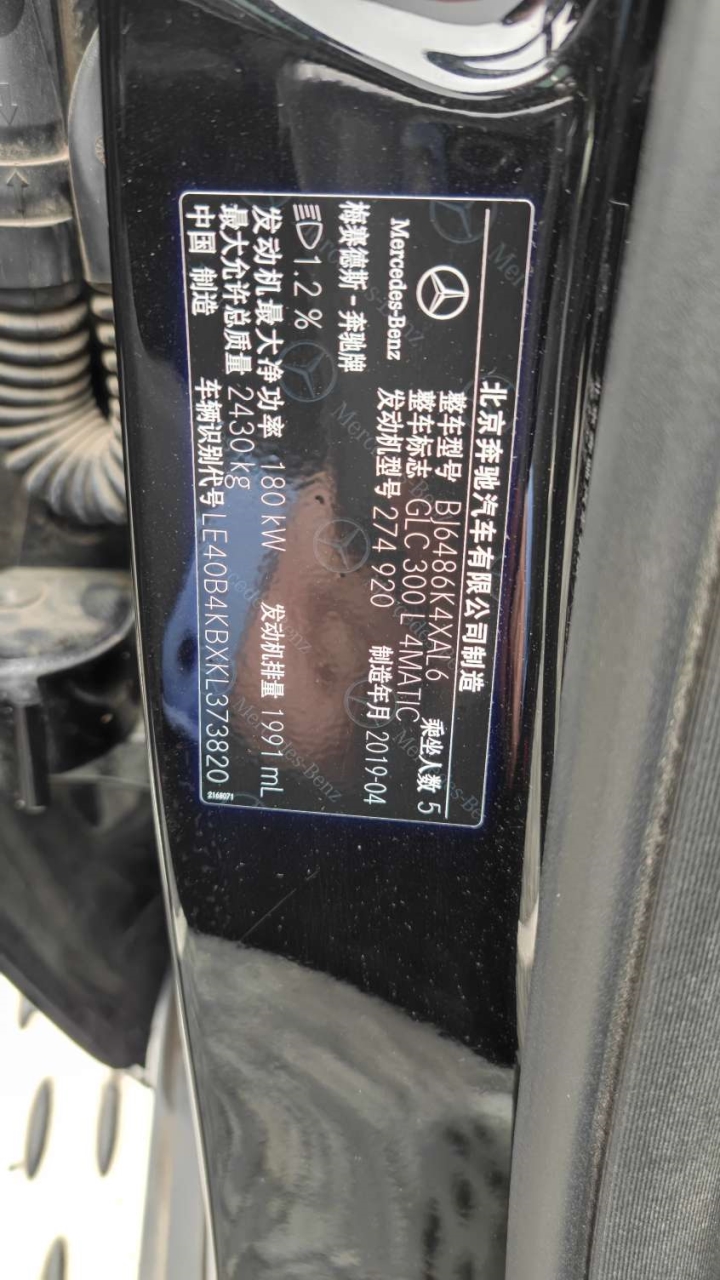 北京奔驰汽车有限公司制造
Mercedes-Benz
梅赛德斯-奔驰牌
整车型号 BJ6486K4XAL6 乘坐人数 5
整车标志 GLC 300 L 4MATIC
发动机型号 274 920 制造年月 2019-04
1.2 %
发动机最大净功率 180 kW 发动机排量 1991 mL
最大允许总质量 2430 kg
中国 制造 车辆识别代号 LE40B4KBXKL373820
2168071